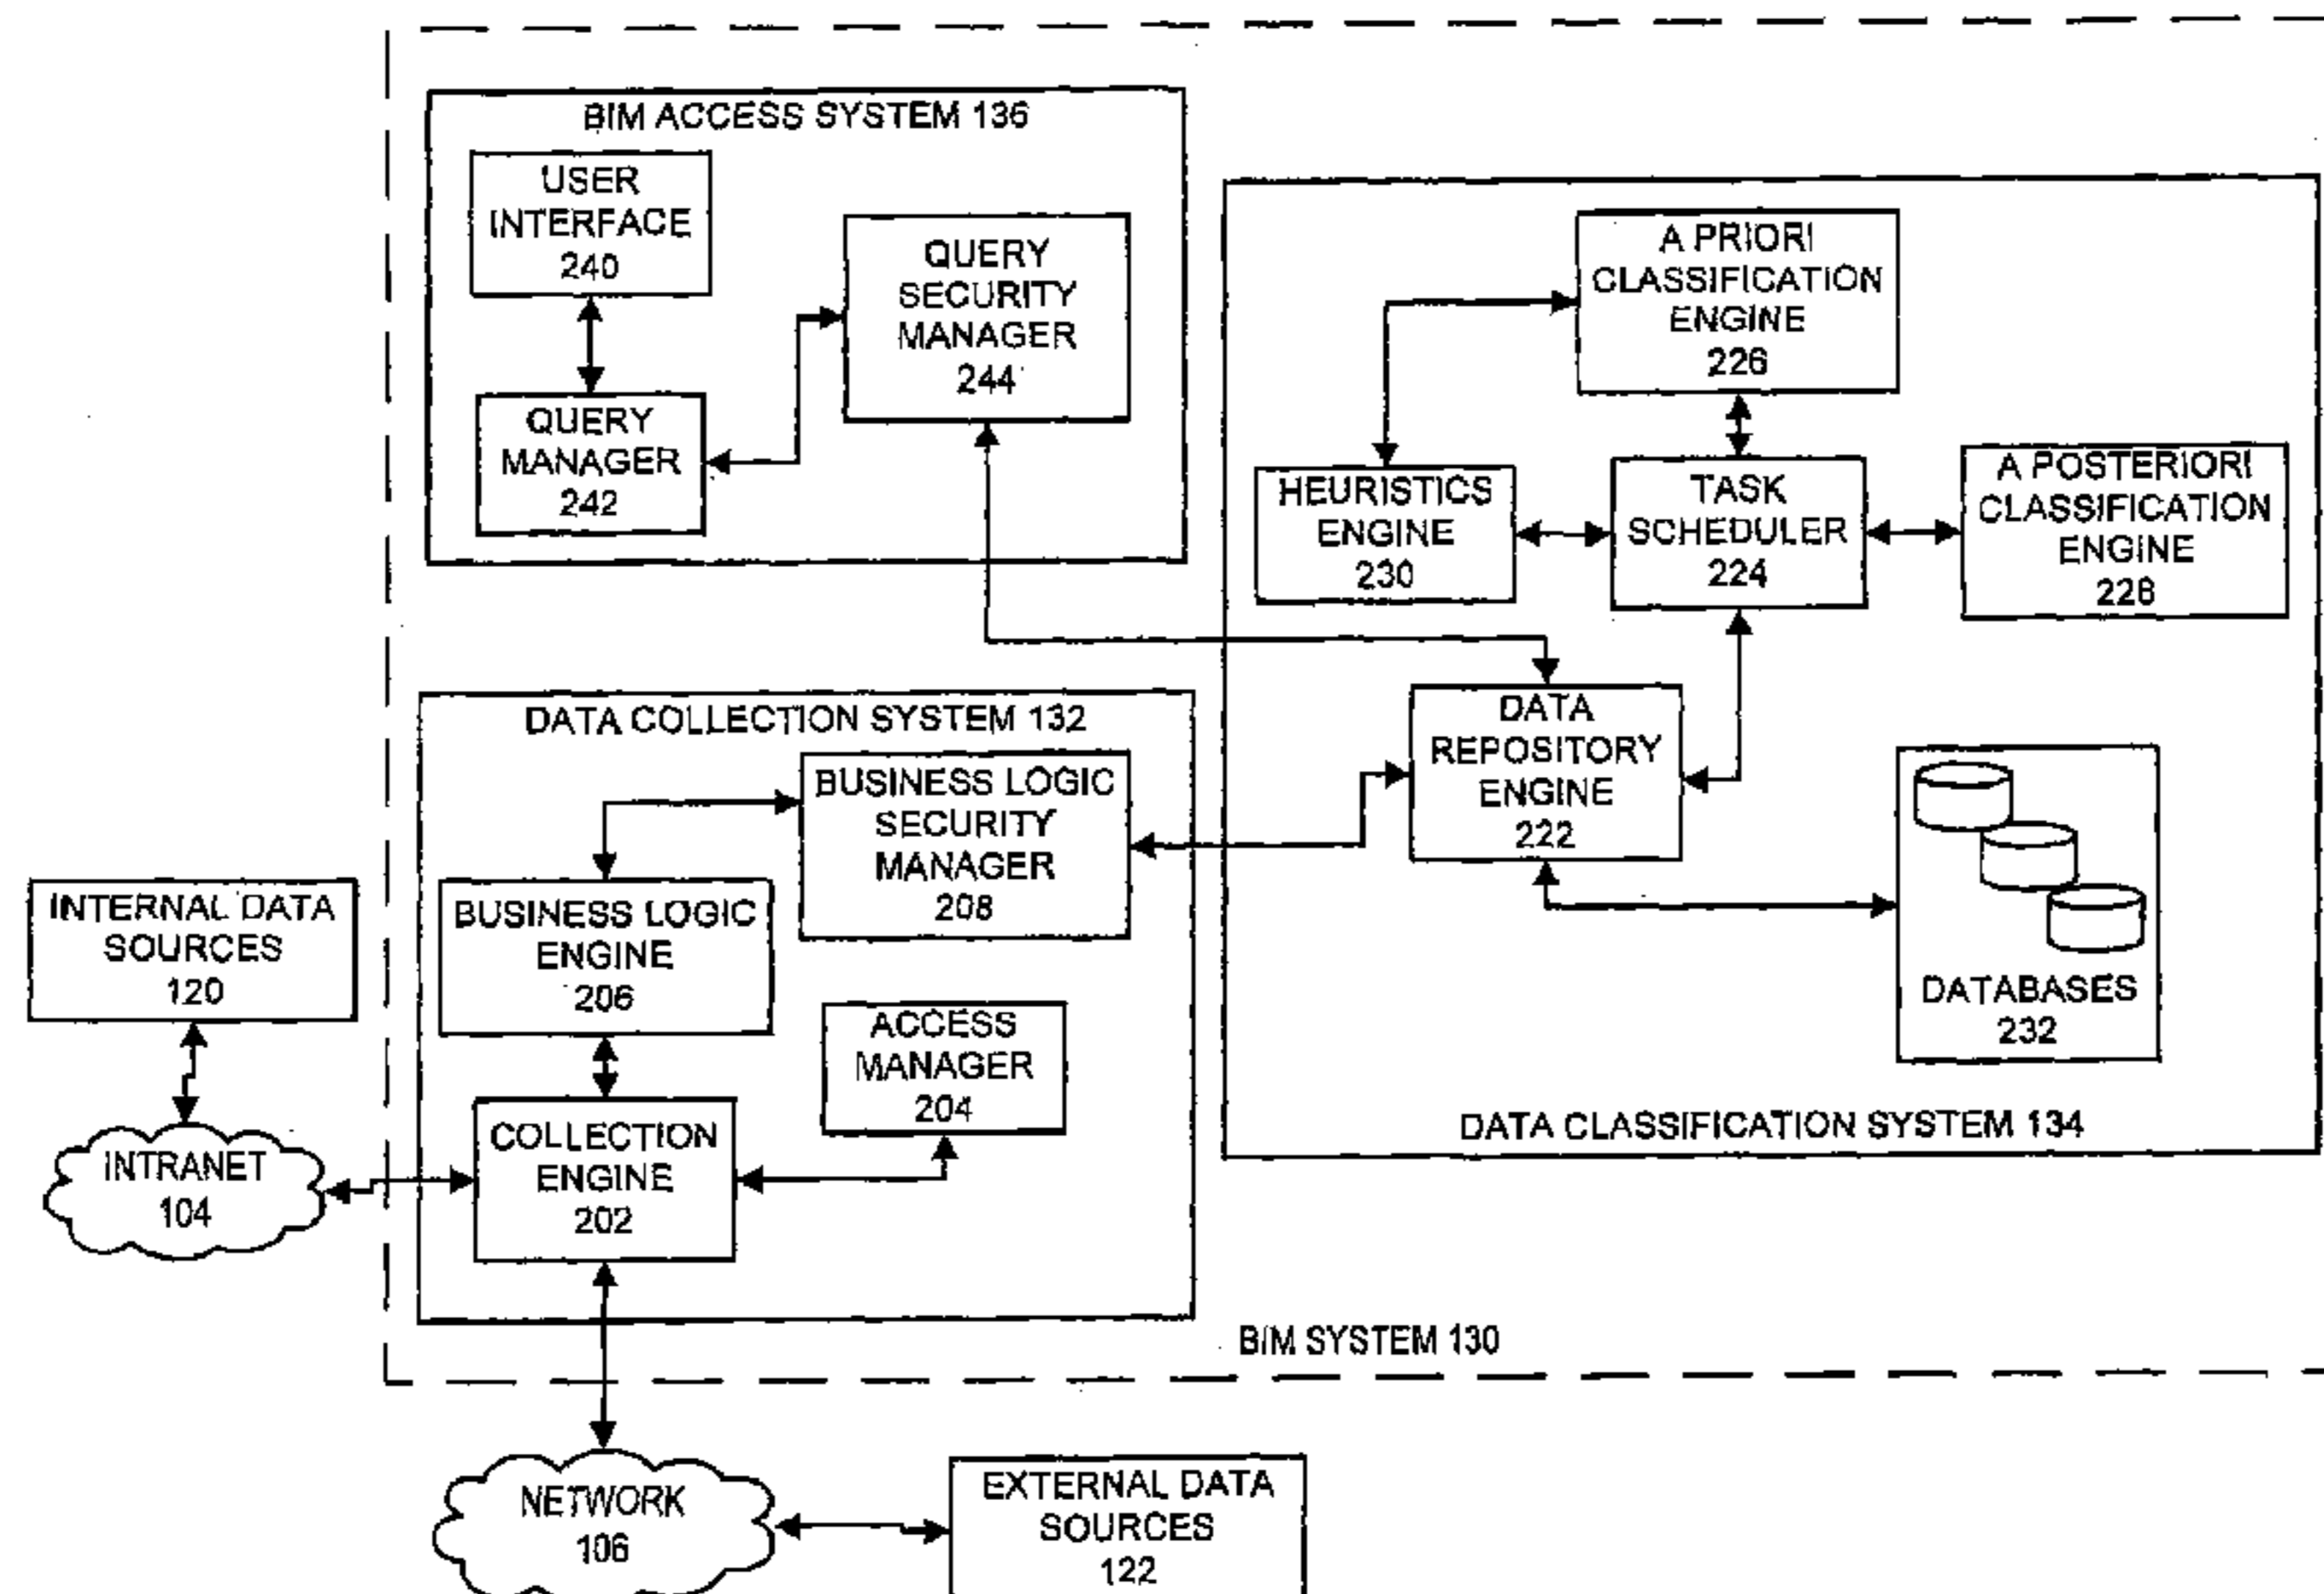 BIM ACCESS SYSTEM 136
USER
INTERFACE
240
QUERY
SECURITY
MANAGER
244
QUERY
MANAGER
242
A PRIORI
CLASSIFICATION
ENGINE
226
HEURISTICS
ENGINE
230
TASK
SCHEDULER
224
A POSTERIORI
CLASSIFICATION
ENGINE
228
DATA COLLECTION SYSTEM 132
BUSINESS LOGIC
SECURITY
MANAGER
208
DATA
REPOSITORY
ENGINE
222
INTERNAL DATA
SOURCES
120
BUSINESS LOGIC
ENGINE
206
DATABASES
232
ACCESS
MANAGER
204
COLLECTION
ENGINE
202
INTRANET
104
DATA CLASSIFICATION SYSTEM 134
BIM SYSTEM 130
NETWORK
106
EXTERNAL DATA
SOURCES
122